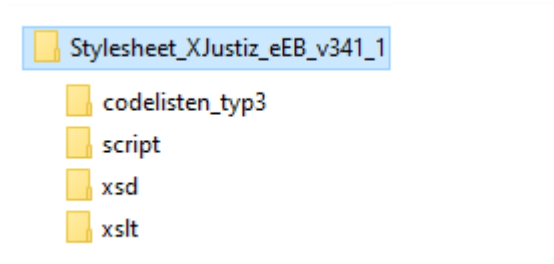 Stylesheet_XJustiz_eEB_v341_1
codelisten_typ3
script
xsd
xslt